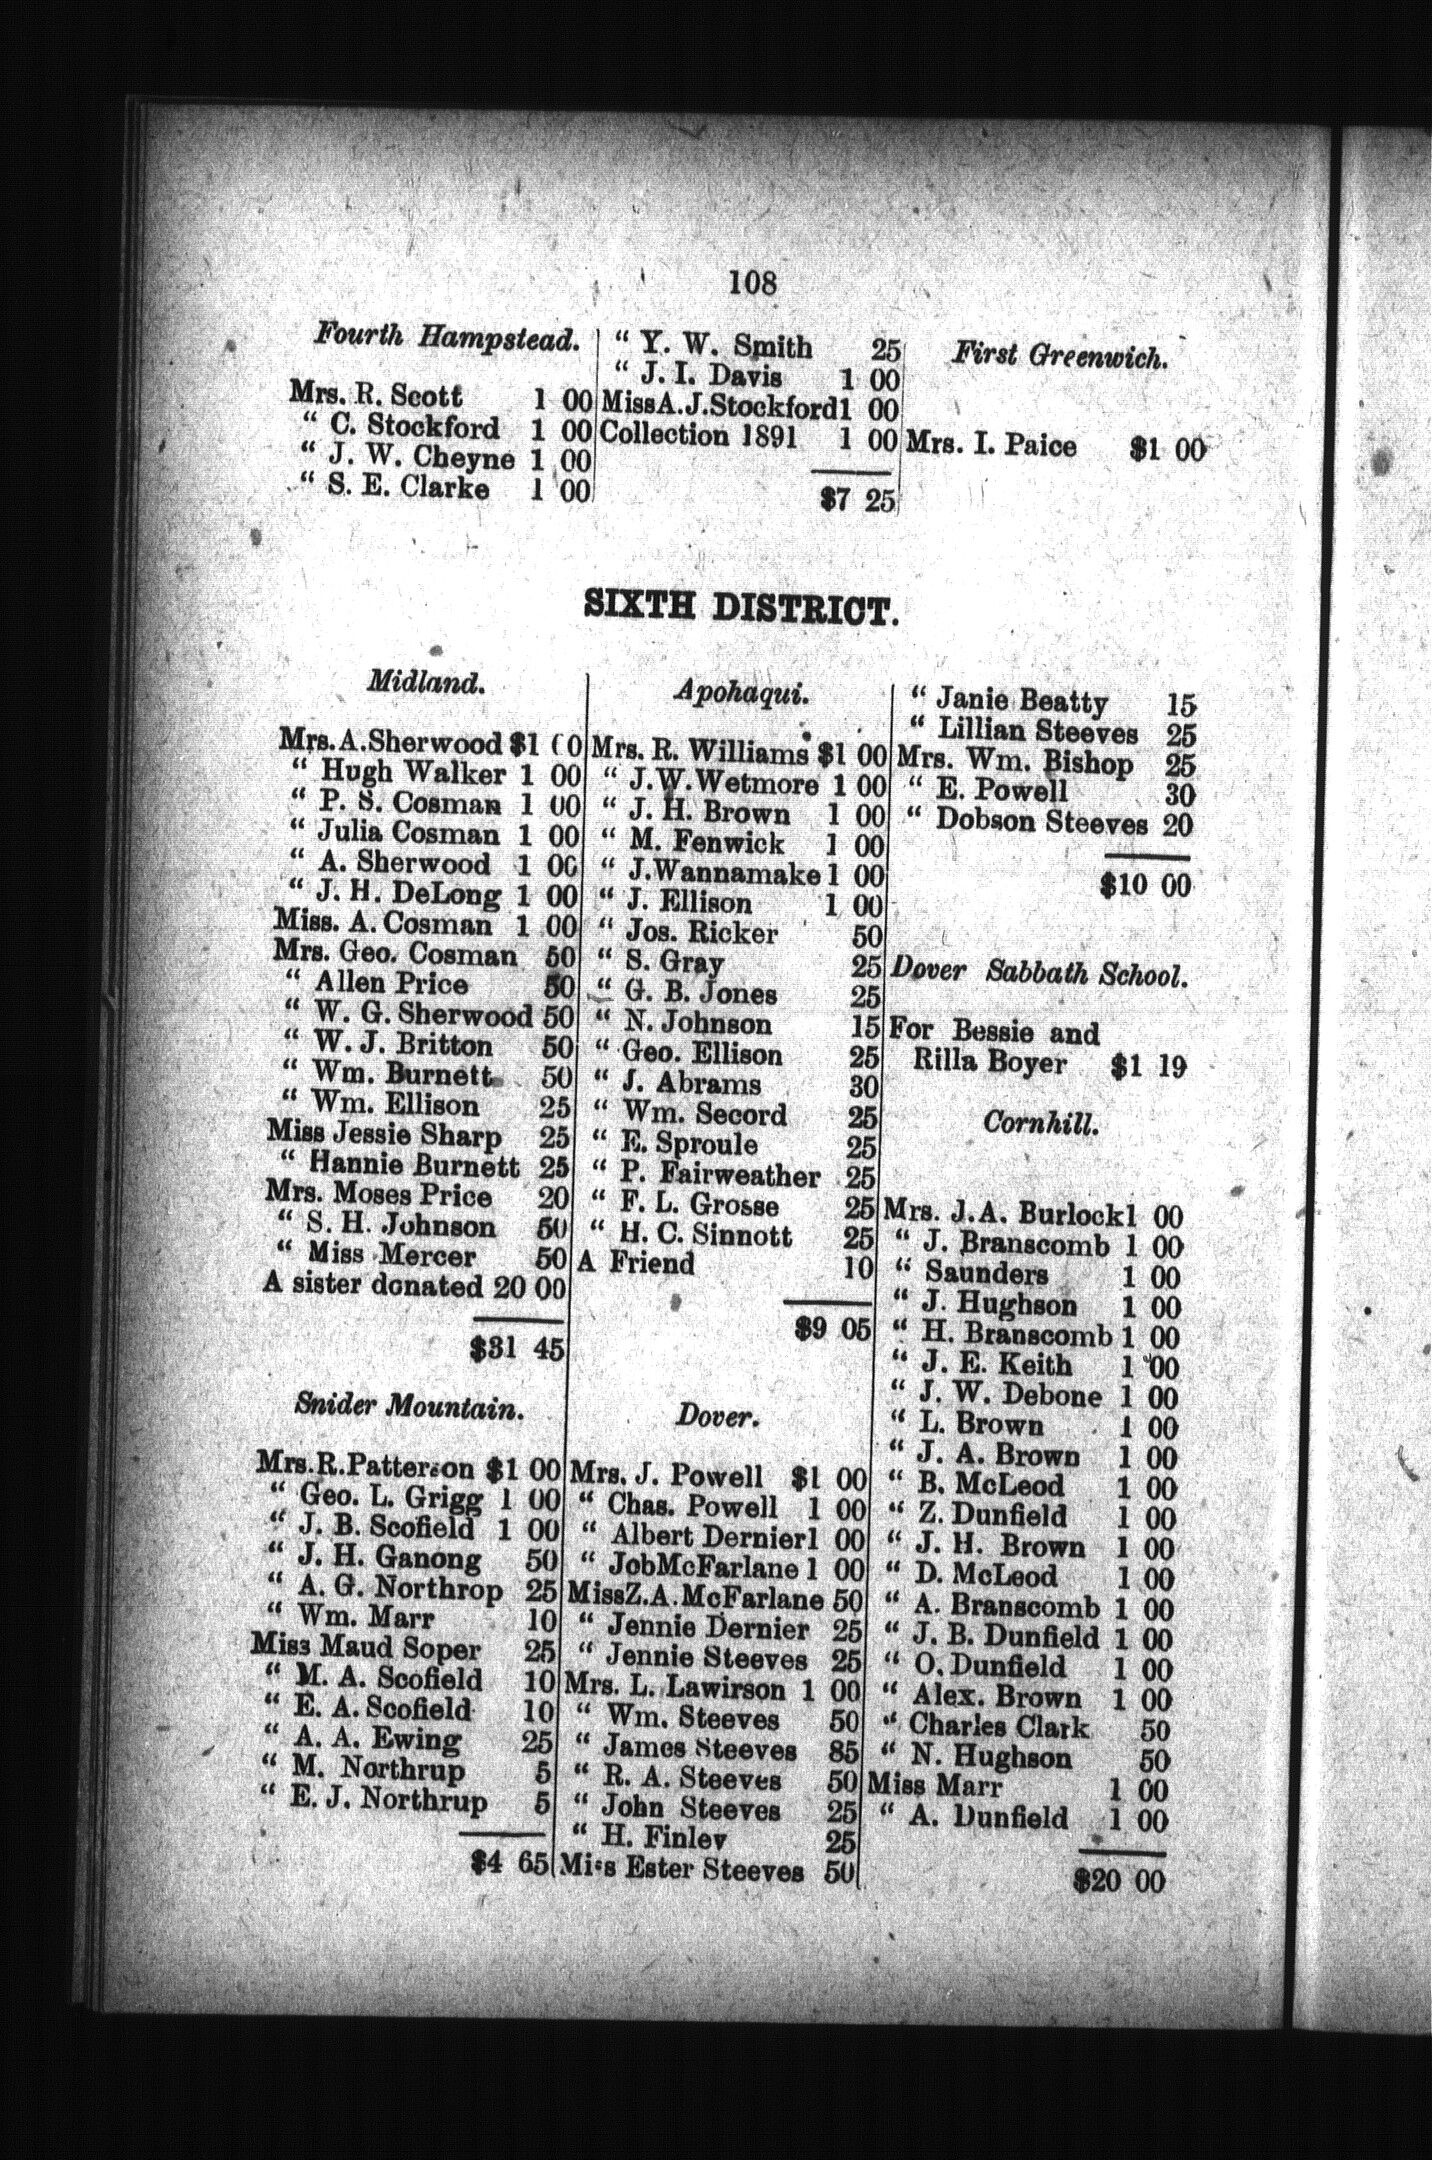 108
Fourth Hampstead.
Mrs. R. Scott 1 00
“ C. Stockford 1 00
“ J. W. Cheyne 1 00
“ S. E. Clarke 1 00
“ Y. W. Smith 25
“ J. I. Davis 1 00
Miss A. J. Stockford 1 00
Collection 1891 1 00
$7 25
First Greenwich.
Mrs. I. Paice $1 00
SIXTH DISTRICT.
Midland.
Mrs. A. Sherwood $1 00
“ Hugh Walker 1 00
“ P. S. Cosman 1 00
“ Julia Cosman 1 00
“ A. Sherwood 1 00
“ J. H. DeLong 1 00
Miss. A. Cosman 1 00
Mrs. Geo. Cosman 50
“ Allen Price 50
“ W. G. Sherwood 50
“ W. J. Britton 50
“ Wm. Burnett 50
“ Wm. Ellison 25
Miss Jessie Sharp 25
“ Hannie Burnett 25
Mrs. Moses Price 20
“ S. H. Johnson 50
“ Miss Mercer 50
A sister donated 20 00
$31 45
Snider Mountain.
Mrs. R. Patterson $1 00
“ Geo. L. Grigg 1 00
“ J. B. Scofield 1 00
“ J. H. Ganong 50
“ A. G. Northrop 25
“ Wm. Marr 10
Miss Maud Soper 25
“ M. A. Scofield 10
“ E. A. Scofield 10
“ A. A. Ewing 25
“ M. Northrup 5
“ E. J. Northrup 5
$4 65
Apohaqui.
Mrs. R. Williams $1 00
“ J. W. Wetmore 1 00
“ J. H. Brown 1 00
“ M. Fenwick 1 00
“ J. Wannamake 1 00
“ J. Ellison 1 00
“ Jos. Ricker 50
“ S. Gray 25
“ G. B. Jones 25
“ N. Johnson 15
“ Geo. Ellison 25
“ J. Abrams 30
“ Wm. Secord 25
“ E. Sproule 25
“ P. Fairweather 25
“ F. L. Grosse 25
“ H. C. Sinnott 25
A Friend 10
$9 05
Dover.
Mrs. J. Powell $1 00
“ Chas. Powell 1 00
“ Albert Dernier 1 00
“ Job McFarlane 1 00
Miss Z. A. McFarlane 50
“ Jennie Dernier 25
“ Jennie Steeves 25
Mrs. L. Lawirson 1 00
“ Wm. Steeves 50
“ James Steeves 85
“ R. A. Steeves 50
“ John Steeves 25
“ H. Finley 25
Miss Ester Steeves 50
“ Janie Beatty 15
“ Lillian Steeves 25
Mrs. Wm. Bishop 25
“ E. Powell 30
“ Dobson Steeves 20
$10 00
Dover Sabbath School.
For Bessie and
Rilla Boyer $1 19
Cornhill.
Mrs. J. A. Burlock 1 00
“ J. Branscomb 1 00
“ Saunders 1 00
“ J. Hughson 1 00
“ H. Branscomb 1 00
“ J. E. Keith 1 00
“ J. W. Debone 1 00
“ L. Brown 1 00
“ J. A. Brown 1 00
“ B. McLeod 1 00
“ Z. Dunfield 1 00
“ J. H. Brown 1 00
“ D. McLeod 1 00
“ A. Branscomb 1 00
“ J. B. Dunfield 1 00
“ O. Dunfield 1 00
“ Alex. Brown 1 00
“ Charles Clark 50
“ N. Hughson 50
Miss Marr 1 00
“ A. Dunfield 1 00
$20 00